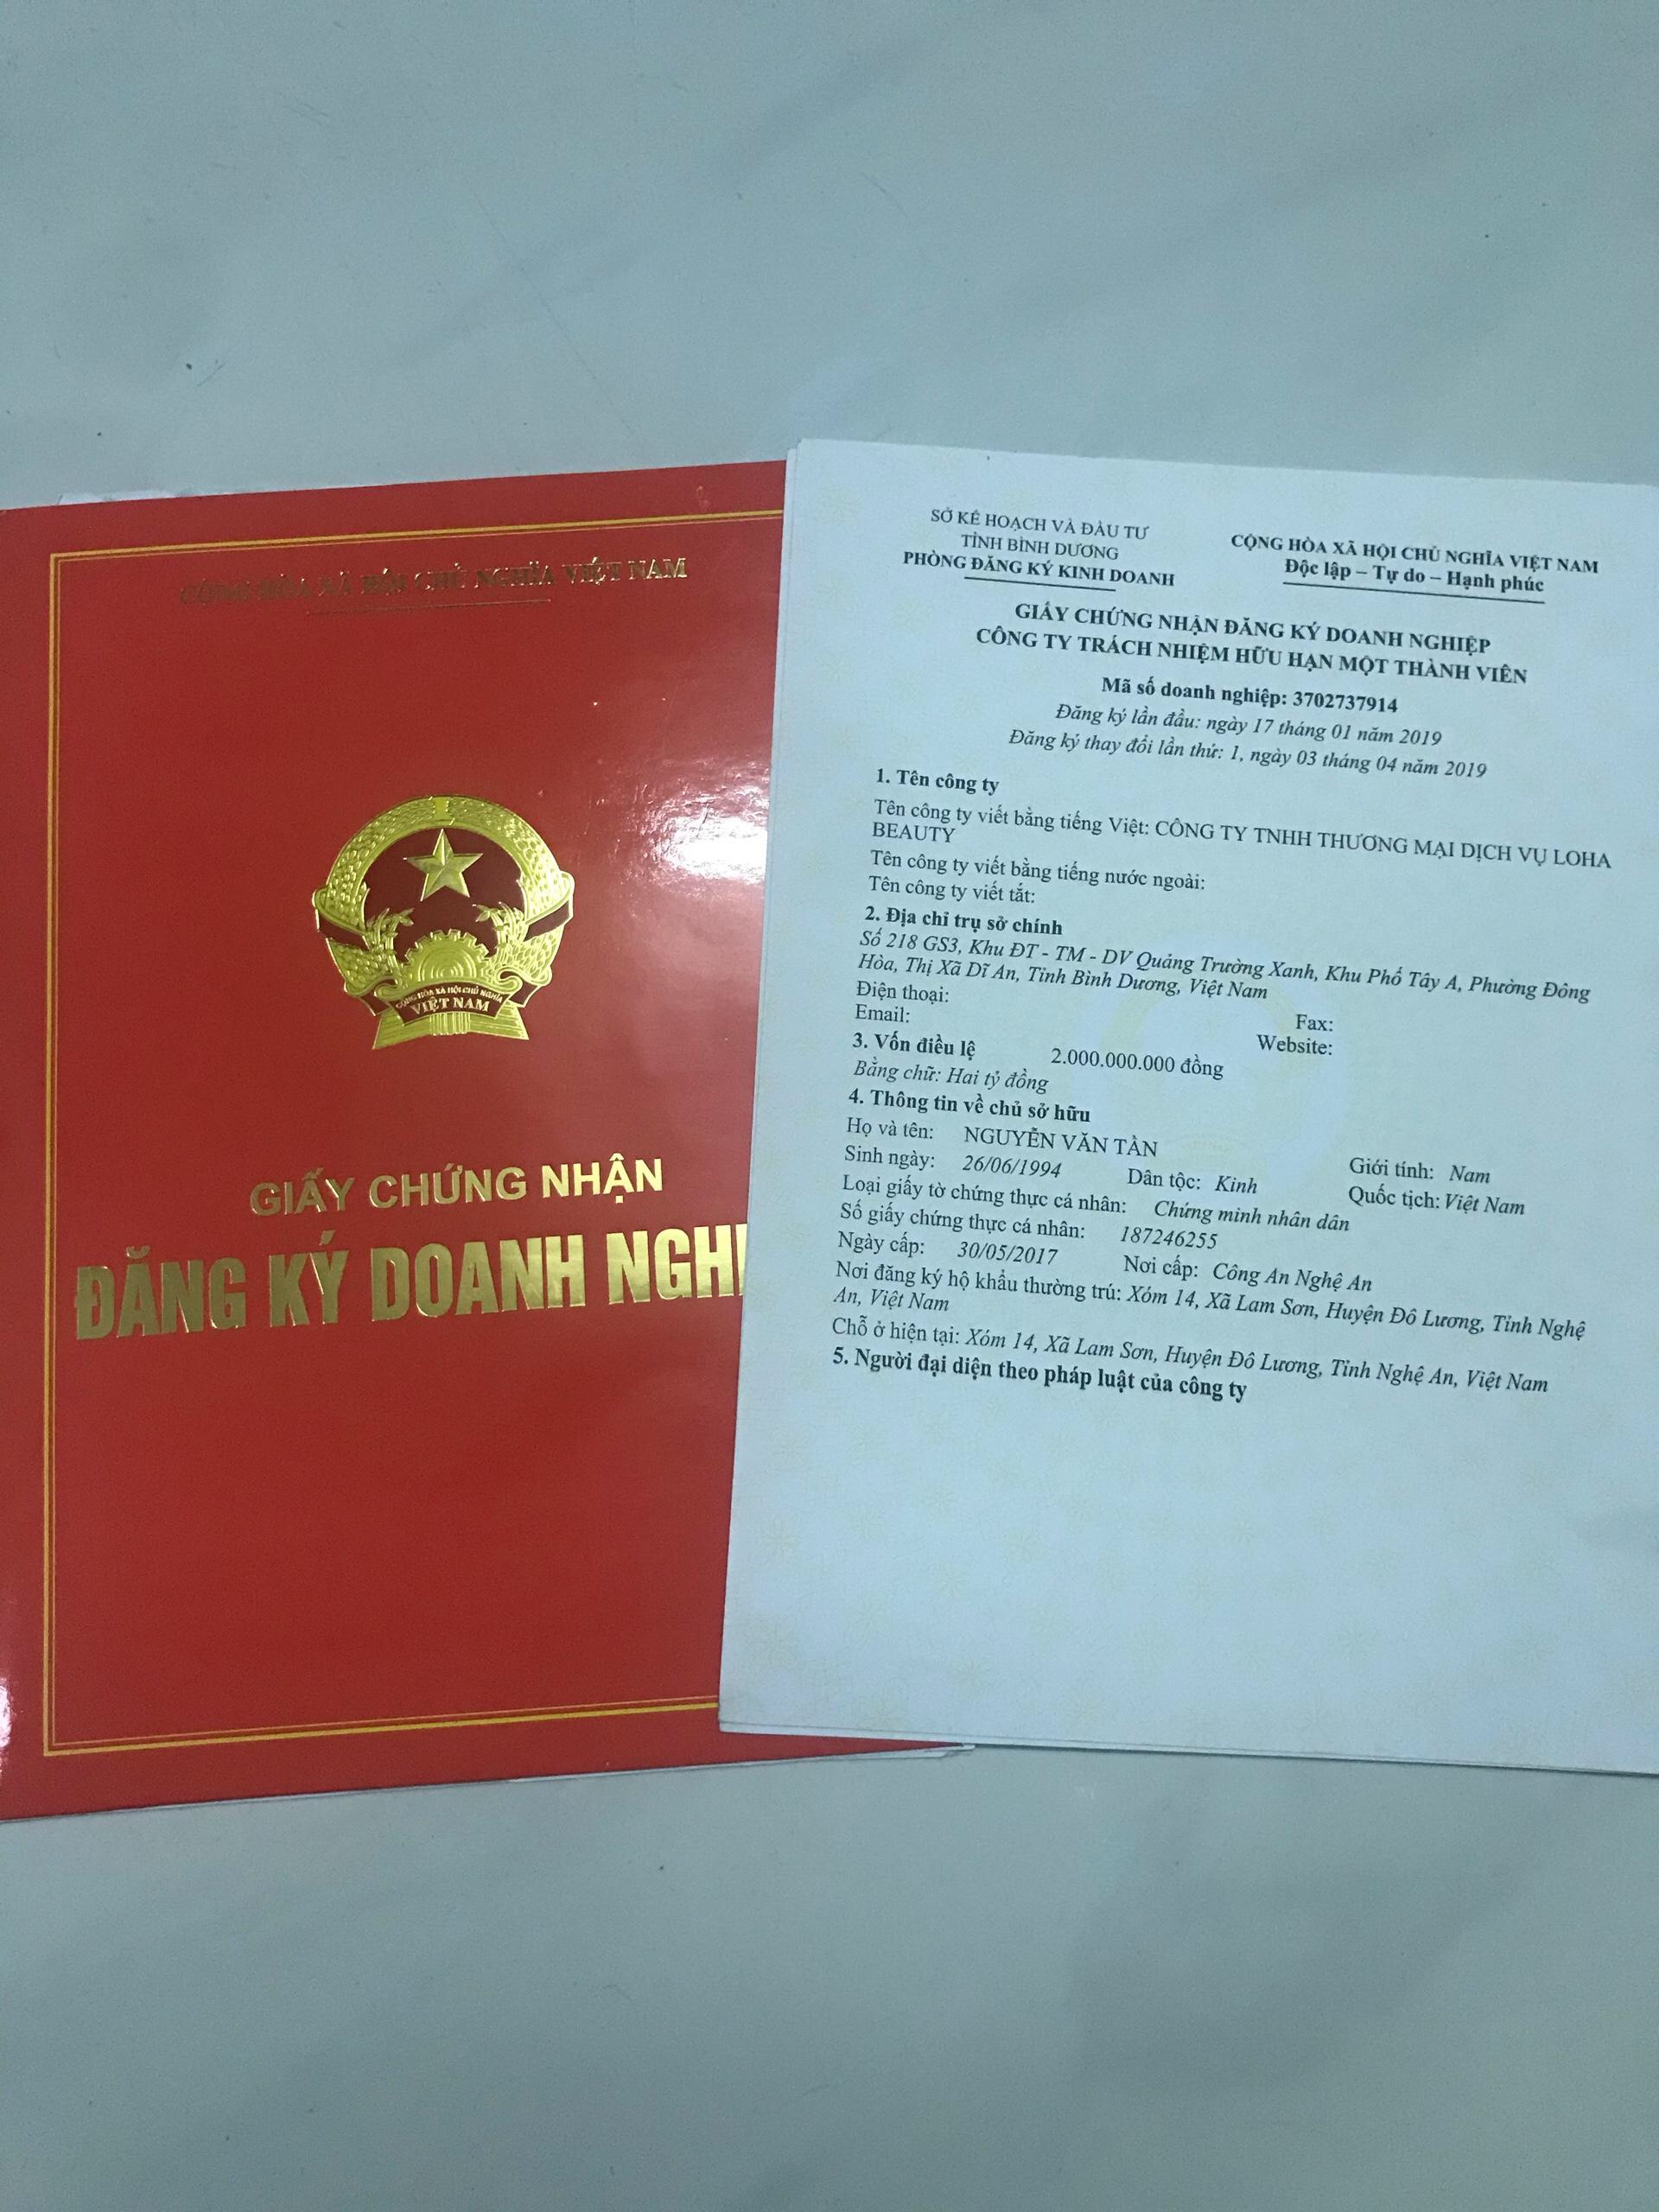 CỘNG HÒA XÃ HỘI CHỦ NGHĨA VIỆT NAM
CỘNG HÒA XÃ HỘI CHỦ NGHĨA
VIỆT NAM
GIẤY CHỨNG NHẬN
ĐĂNG KÝ DOANH NGHI
SỞ KẾ HOẠCH VÀ ĐẦU TƯ
TỈNH BÌNH DƯƠNG
PHÒNG ĐĂNG KÝ KINH DOANH
CỘNG HÒA XÃ HỘI CHỦ NGHĨA VIỆT NAM
Độc lập – Tự do – Hạnh phúc
GIẤY CHỨNG NHẬN ĐĂNG KÝ DOANH NGHIỆP
CÔNG TY TRÁCH NHIỆM HỮU HẠN MỘT THÀNH VIÊN
Mã số doanh nghiệp: 3702737914
Đăng ký lần đầu: ngày 17 tháng 01 năm 2019
Đăng ký thay đổi lần thứ: 1, ngày 03 tháng 04 năm 2019
1. Tên công ty
Tên công ty viết bằng tiếng Việt: CÔNG TY TNHH THƯƠNG MẠI DỊCH VỤ LOHA
BEAUTY
Tên công ty viết bằng tiếng nước ngoài:
Tên công ty viết tắt:
2. Địa chỉ trụ sở chính
Số 218 GS3, Khu ĐT - TM - DV Quảng Trường Xanh, Khu Phố Tây A, Phường Đông
Hòa, Thị Xã Dĩ An, Tỉnh Bình Dương, Việt Nam
Điện thoại: Fax:
Email: Website:
3. Vốn điều lệ 2.000.000.000 đồng
Bằng chữ: Hai tỷ đồng
4. Thông tin về chủ sở hữu
Họ và tên: NGUYỄN VĂN TẦN Giới tính: Nam
Sinh ngày: 26/06/1994 Dân tộc: Kinh Quốc tịch: Việt Nam
Loại giấy tờ chứng thực cá nhân: Chứng minh nhân dân
Số giấy chứng thực cá nhân: 187246255
Ngày cấp: 30/05/2017 Nơi cấp: Công An Nghệ An
Nơi đăng ký hộ khẩu thường trú: Xóm 14, Xã Lam Sơn, Huyện Đô Lương, Tỉnh Nghệ
An, Việt Nam
Chỗ ở hiện tại: Xóm 14, Xã Lam Sơn, Huyện Đô Lương, Tỉnh Nghệ An, Việt Nam
5. Người đại diện theo pháp luật của công ty